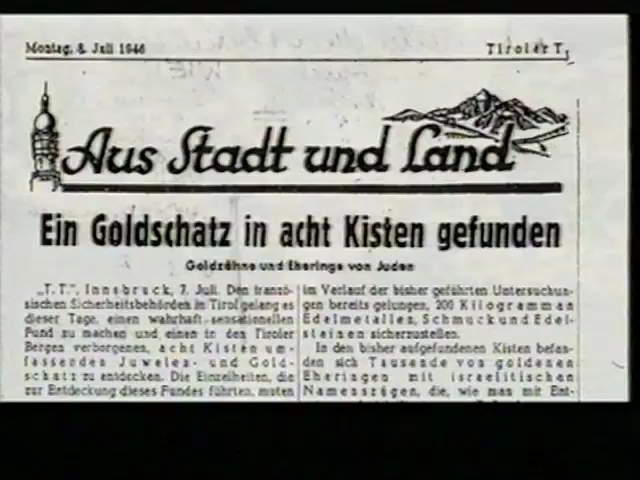 Montag, 8. Juli 1946
Tiroler T
Aus Stadt und Land
Ein Goldschatz in acht Kisten gefunden
Goldzähne und Eheringe von Juden
„T. T.", Innsbruck, 7. Juli. Den franzö-
sischen Sicherheitsbehörden in Tirol gelang es
dieser Tage, einen wahrhaft sensationellen
Fund zu machen und einen in den Tiroler
Bergen verborgenen, acht Kisten um-
fassenden Juwelen- und Gold-
schatz zu entdecken. Die Einzelheiten, die
zur Entdeckung dieses Fundes führten, muten
im Verlauf der bisher geführten Untersuchun-
gen bereits gelungen, 200 Kilogramm an
Edelmetallen, Schmuck und Edel-
steinen sicherzustellen.
In den bisher aufgefundenen Kisten befan-
den sich Tausende von goldenen
Eheringen mit israelitischen
Namenszügen, die, wie man mit Ent-